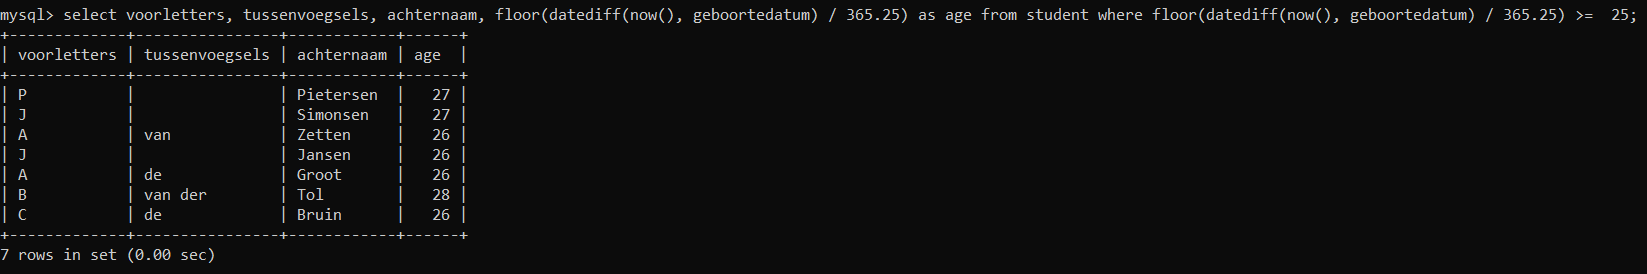 mysql> select voorletters, tussenvoegsels, achternaam, floor(datediff(now(), geboortedatum) / 365.25) as age from student where floor(datediff(now(), geboortedatum) / 365.25) >=  25;
+-------------+----------------+------------+------+
| voorletters | tussenvoegsels | achternaam | age  |
+-------------+----------------+------------+------+
| P           |                | Pietersen  |   27 |
| J           |                | Simonsen   |   27 |
| A           | van            | Zetten     |   26 |
| J           |                | Jansen     |   26 |
| A           | de             | Groot      |   26 |
| B           | van der        | Tol        |   28 |
| C           | de             | Bruin      |   26 |
+-------------+----------------+------------+------+
7 rows in set (0.00 sec)